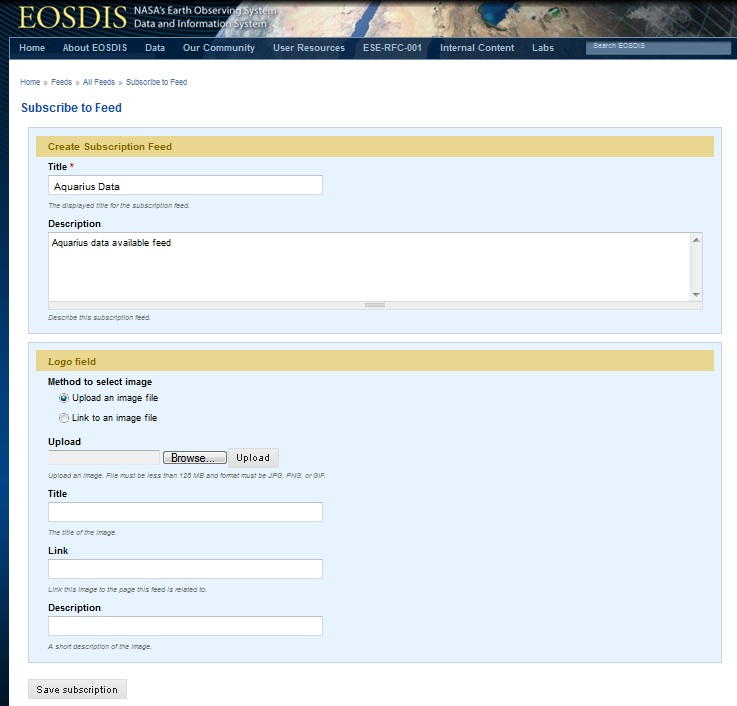 EOSDIS NASA's Earth Observing System
Data and Information System
Home About EOSDIS Data Our Community User Resources ESE-RFC-001 Internal Content Labs Search EOSDIS
Home » Feeds » All Feeds » Subscribe to Feed
Subscribe to Feed
Create Subscription Feed
Title *
Aquarius Data
The displayed title for the subscription feed.
Description
Aquarius data available feed
Describe this subscription feed.
Logo field
Method to select image
Upload an image file
Link to an image file
Upload
Browse... Upload
Upload an image. File must be less than 125 MB and format must be JPG, PNG, or GIF.
Title
The title of the image.
Link
Link this image to the page this feed is related to.
Description
A short description of the image.
Save subscription